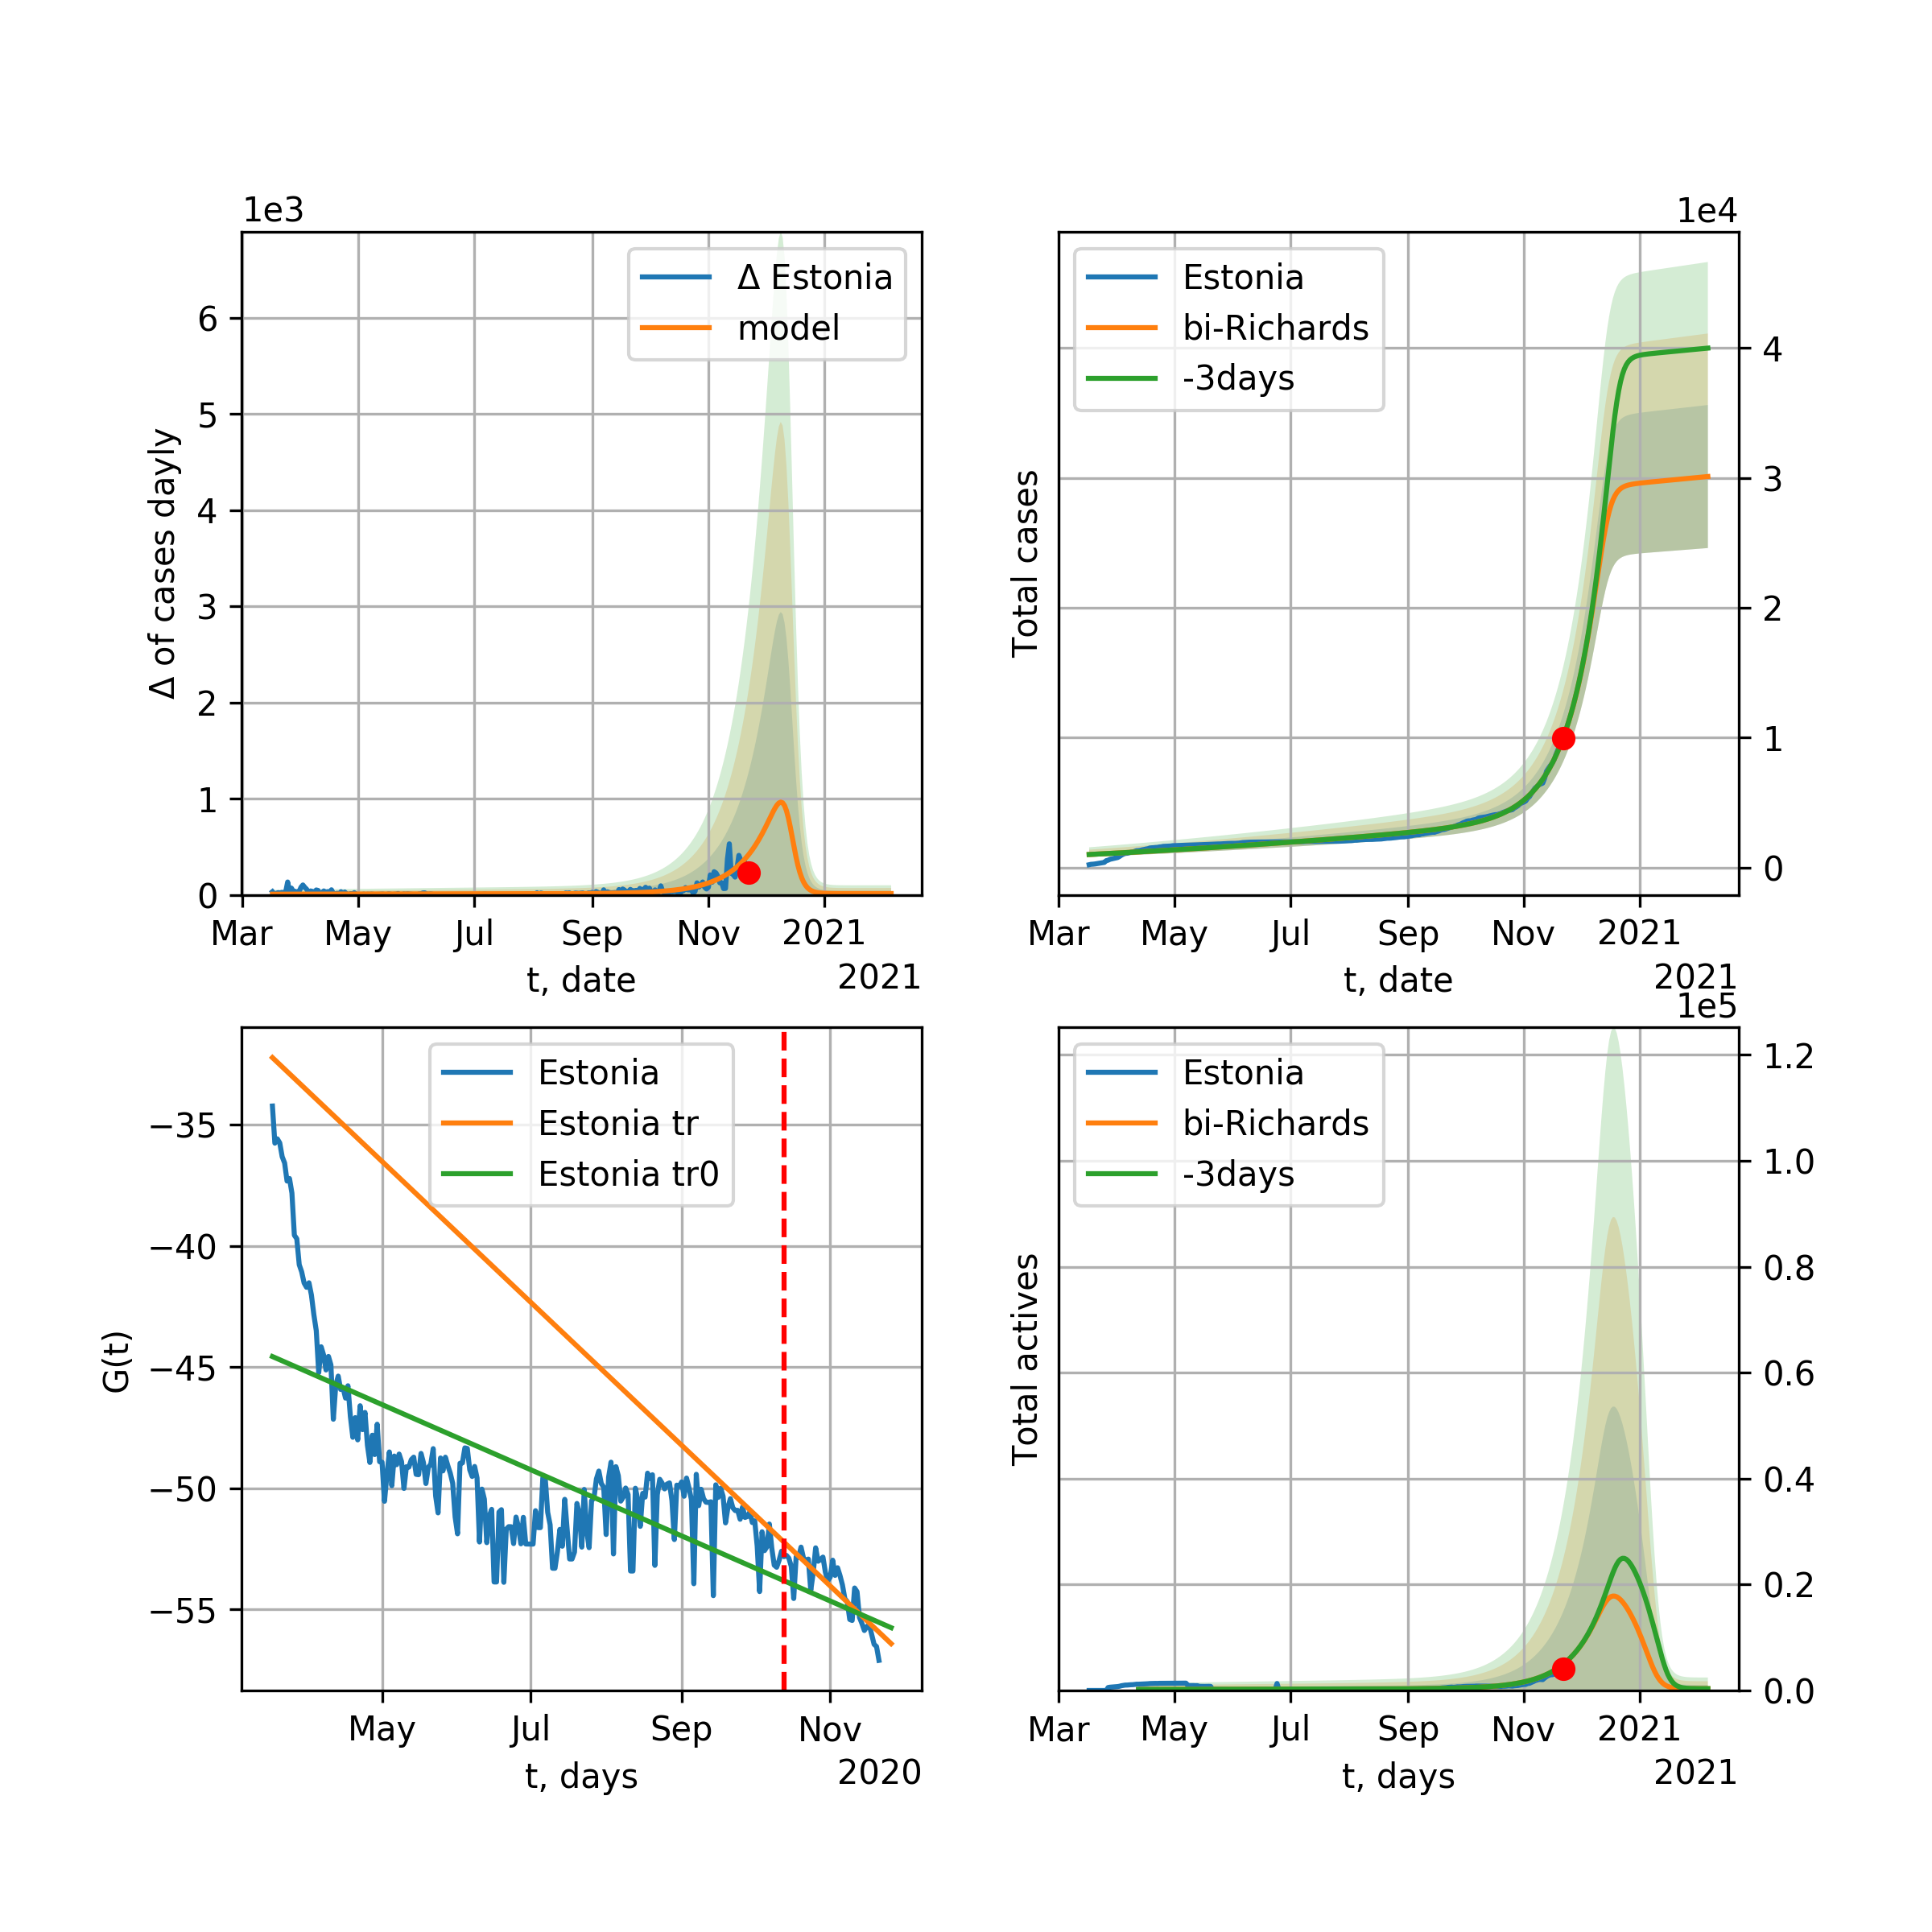 1e3
Δ Estonia
model
Δ of cases dayly
6
5
4
3
2
1
0
Mar May Jul Sep Nov 2021
t, date
2021
1e4
Estonia
bi-Richards
-3days
Total cases
4
3
2
1
0
Mar May Jul Sep Nov 2021
t, date
2021
Estonia
Estonia tr
Estonia tr0
G(t)
−35
−40
−45
−50
−55
May Jul Sep Nov
t, days
2020
1e5
Estonia
bi-Richards
-3days
Total actives
1.2
1.0
0.8
0.6
0.4
0.2
0.0
Mar May Jul Sep Nov 2021
t, days
2021